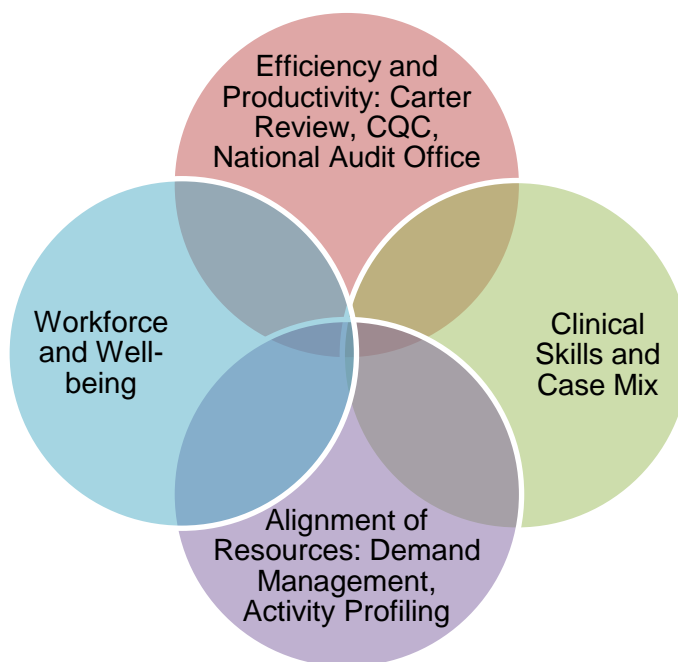 Efficiency and
Productivity: Carter
Review, CQC,
National Audit Office
Workforce
and Well-
being
Clinical
Skills and
Case Mix
Alignment of
Resources: Demand
Management,
Activity Profiling